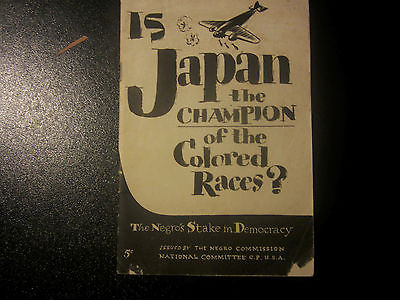 Is
Japan
the
CHAMPION
of the
Colored
Races?
The Negro's Stake in Democracy
5¢
ISSUED BY THE NEGRO COMMISSION
NATIONAL COMMITTEE C.P. U.S.A.